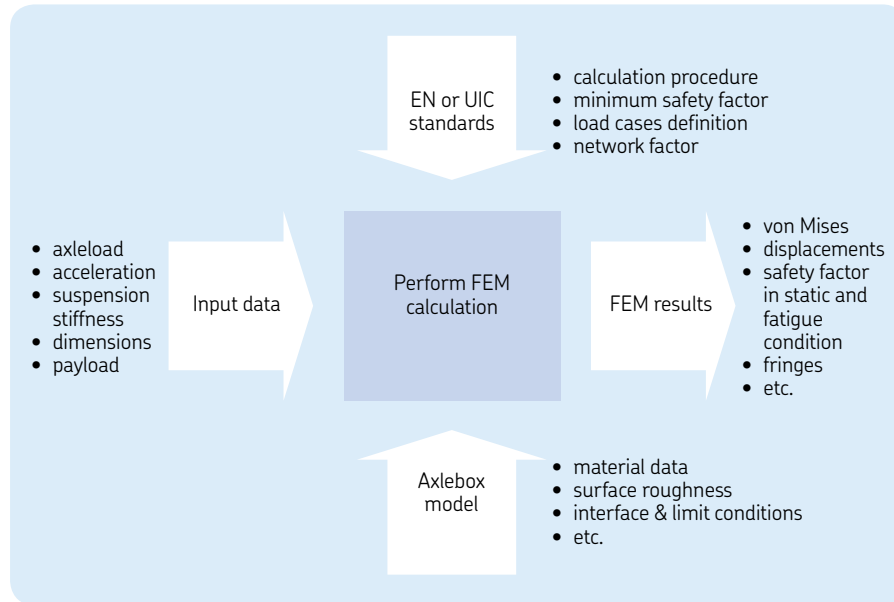 EN or UIC
standards
• calculation procedure
• minimum safety factor
• load cases definition
• network factor
• axleload
• acceleration
• suspension
stiffness
• dimensions
• payload
Input data
Perform FEM
calculation
FEM results
• von Mises
• displacements
• safety factor
in static and
fatigue
condition
• fringes
• etc.
Axlebox
model
• material data
• surface roughness
• interface & limit conditions
• etc.